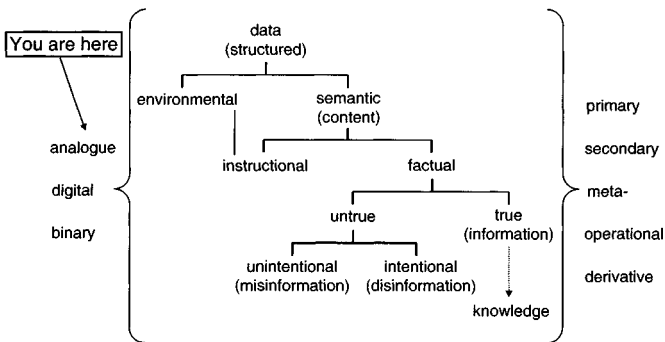 You are here
data
(structured)
environmental
semantic
(content)
primary
analogue
instructional
factual
secondary
digital
untrue
true
(information)
meta-
binary
operational
unintentional
(misinformation)
intentional
(disinformation)
derivative
knowledge